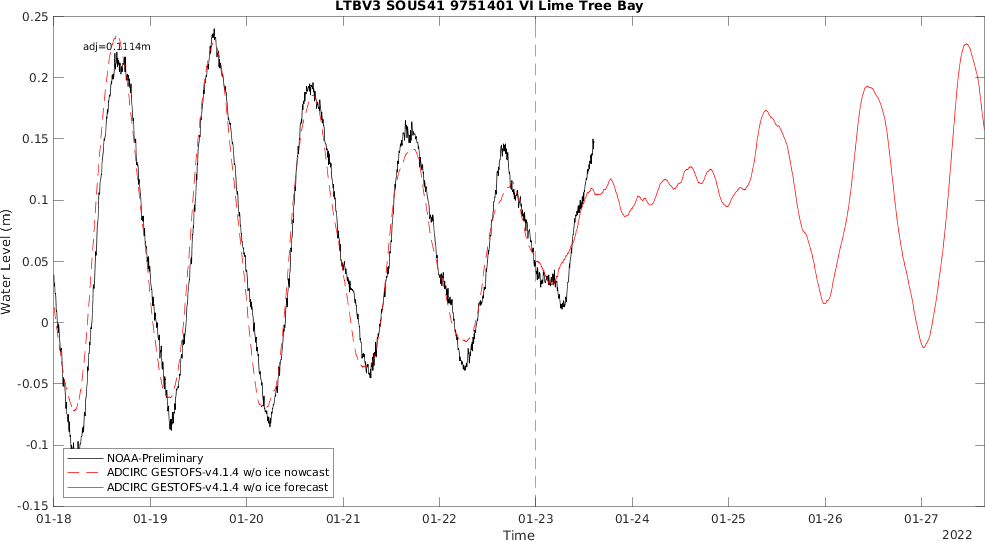 LTBV3 SOUS41 9751401 VI Lime Tree Bay
adj=0.1114m
0.25
0.2
0.15
0.1
0.05
0
-0.05
-0.1
-0.15
Water Level (m)
NOAA-Preliminary
ADCIRC GESTOFS-v4.1.4 w/o ice nowcast
ADCIRC GESTOFS-v4.1.4 w/o ice forecast
01-18 01-19 01-20 01-21 01-22 01-23 01-24 01-25 01-26 01-27
Time
2022